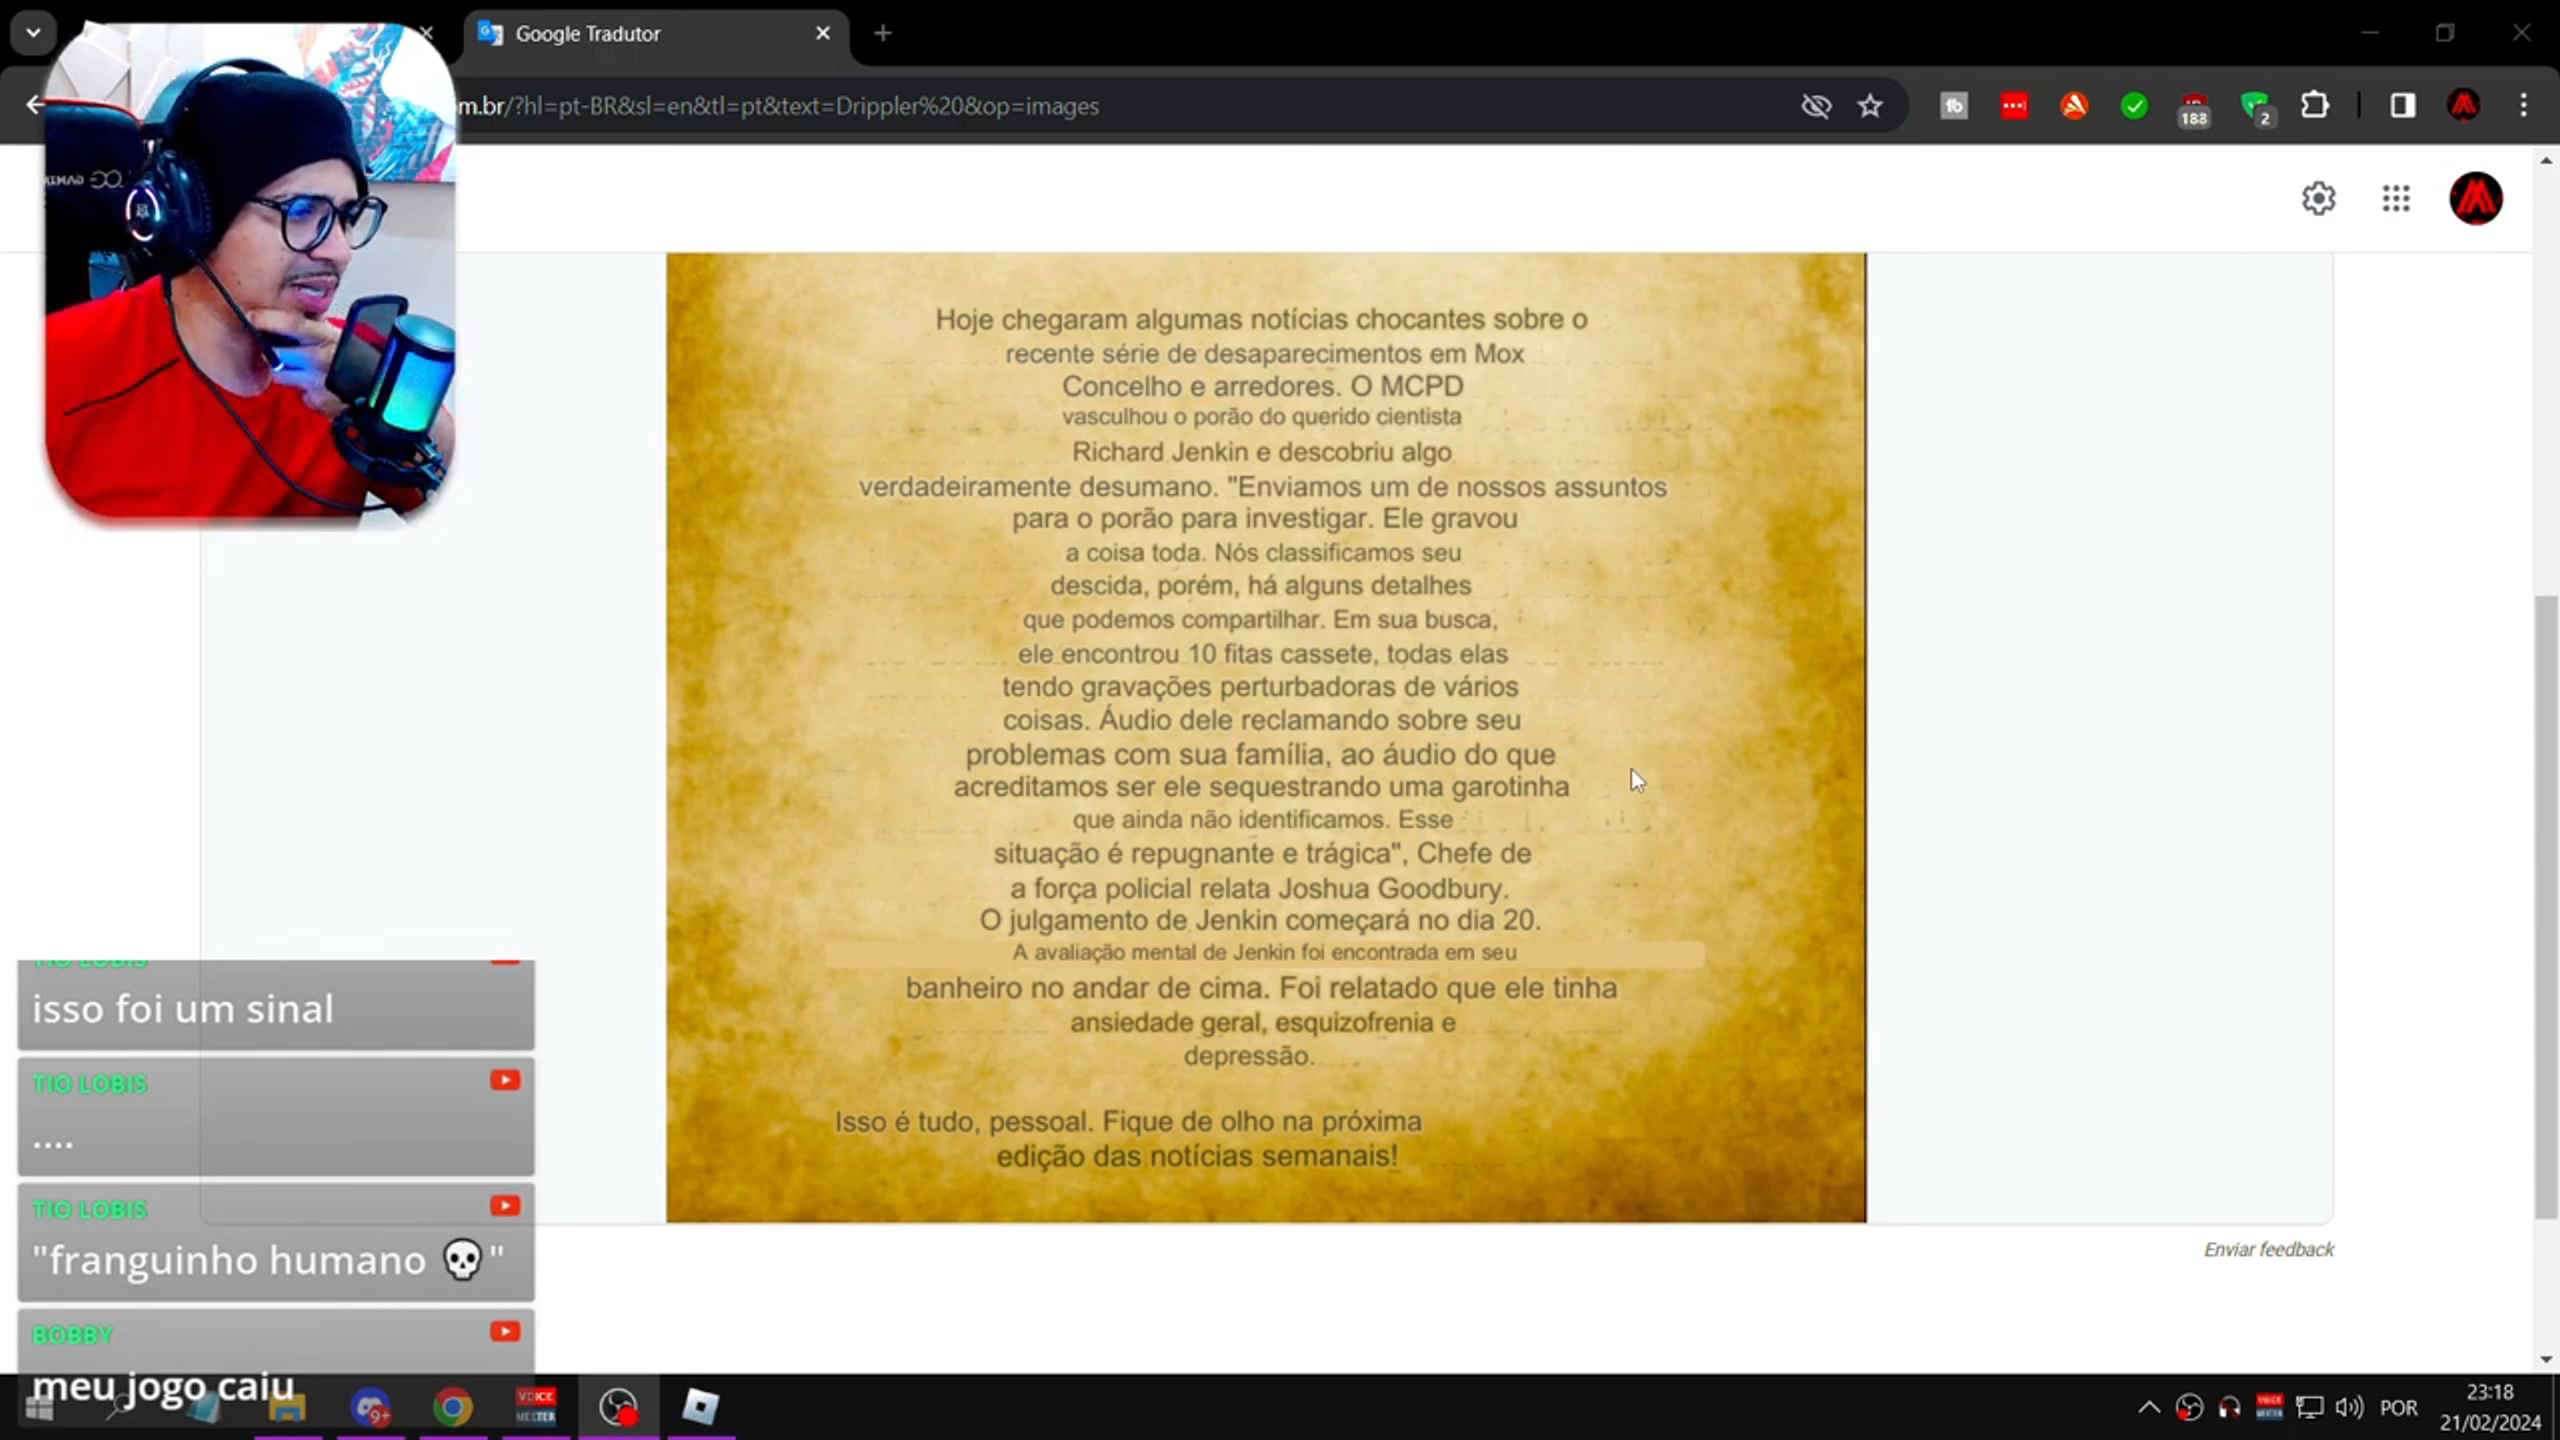 Google Tradutor
m.br/?hl=pt-BR&sl=en&tl=pt&text=Drippler%20&op=images
188
2
Hoje chegaram algumas notícias chocantes sobre o
recente série de desaparecimentos em Mox
Concelho e arredores. O MCPD
vasculhou o porão do querido cientista
Richard Jenkin e descobriu algo
verdadeiramente desumano. "Enviamos um de nossos assuntos
para o porão para investigar. Ele gravou
a coisa toda. Nós classificamos seu
descida, porém, há alguns detalhes
que podemos compartilhar. Em sua busca,
ele encontrou 10 fitas cassete, todas elas
tendo gravações perturbadoras de vários
coisas. Áudio dele reclamando sobre seu
problemas com sua família, ao áudio do que
acreditamos ser ele sequestrando uma garotinha
que ainda não identificamos. Esse
situação é repugnante e trágica", Chefe de
a força policial relata Joshua Goodbury.
O julgamento de Jenkin começará no dia 20.
A avaliação mental de Jenkin foi encontrada em seu
banheiro no andar de cima. Foi relatado que ele tinha
ansiedade geral, esquizofrenia e
depressão.
Isso é tudo, pessoal. Fique de olho na próxima
edição das notícias semanais!
Enviar feedback
TIO LOBIS
isso foi um sinal
TIO LOBIS
....
TIO LOBIS
"franguinho humano 💀"
BOBBY
meu jogo caiu
9+
VOICE
MEETER
POR
23:18
21/02/2024